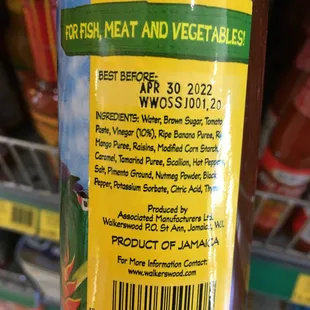 FOR FISH, MEAT AND VEGETABLES!
BEST BEFORE:
APR 30 2022
WWOSSJ001,20
INGREDIENTS: Water, Brown Sugar, Tomato
Paste, Vinegar (10%), Ripe Banana Puree,
Mango Puree, Raisins, Modified Corn Starch,
Caramel, Tamarind Puree, Scallion, Hot Pepper,
Salt, Pimento Ground, Nutmeg Powder, Black
Pepper, Potassium Sorbate, Citric Acid,
Produced by
Associated Manufacturers Ltd.
Walkerswood P.O, St Ann, Jamaica, W.I.
PRODUCT OF JAMAICA
For More Information Contact:
www.walkerswood.com